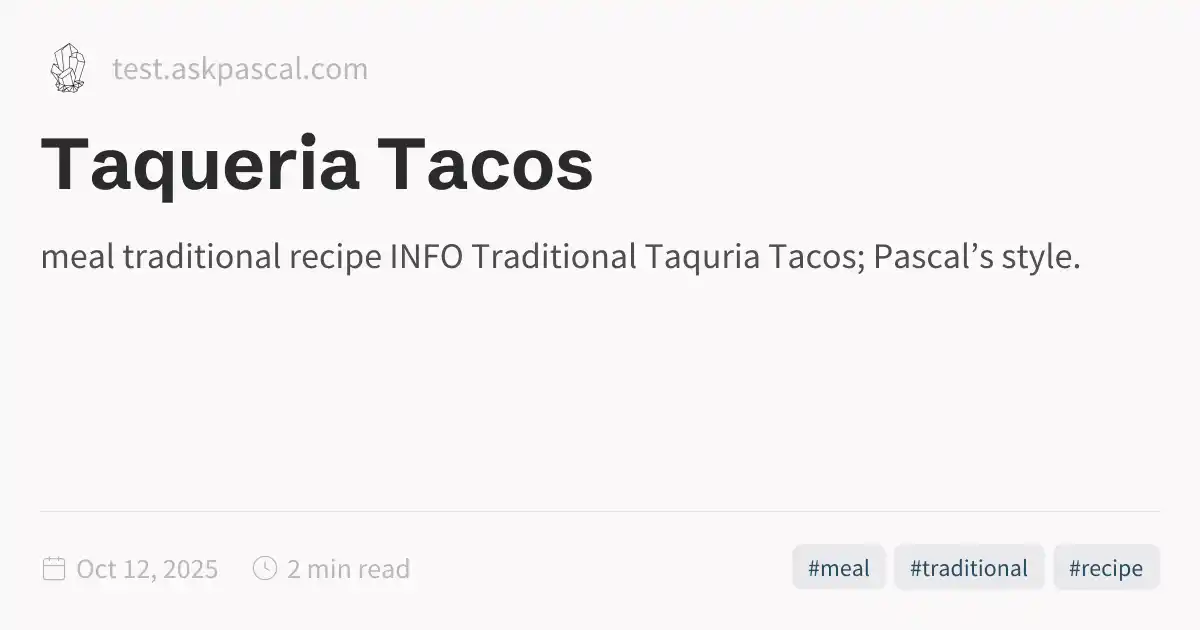 test.askpascal.com
Taqueria Tacos
meal traditional recipe INFO Traditional Taquria Tacos; Pascal’s style.
Oct 12, 2025 2 min read #meal #traditional #recipe